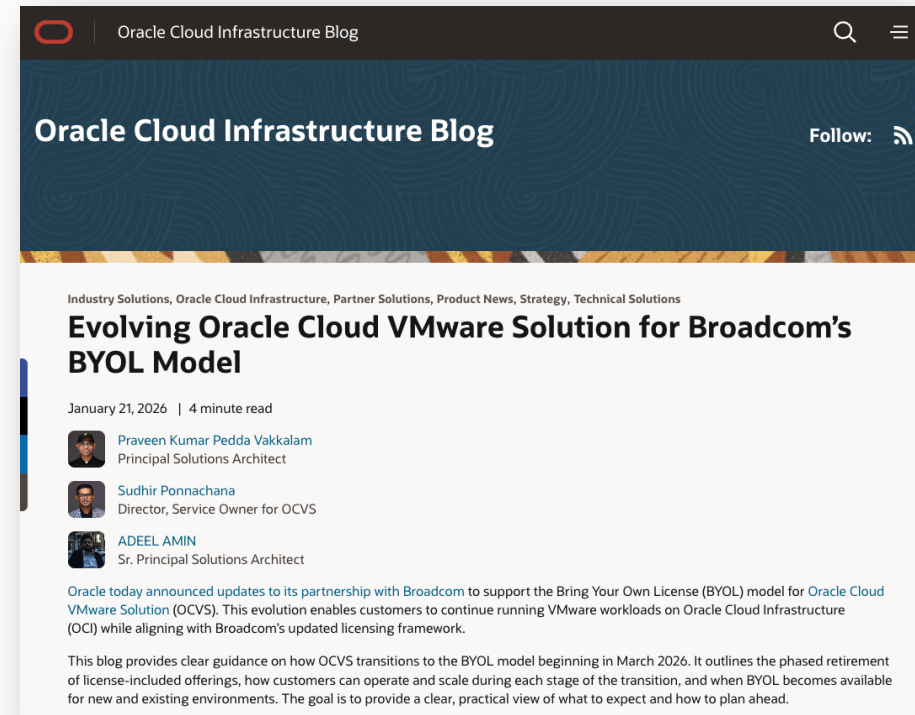 Oracle Cloud Infrastructure Blog
Oracle Cloud Infrastructure Blog
Follow:
Industry Solutions, Oracle Cloud Infrastructure, Partner Solutions, Product News, Strategy, Technical Solutions
Evolving Oracle Cloud VMware Solution for Broadcom’s
BYOL Model
January 21, 2026 | 4 minute read
Praveen Kumar Pedda Vakkalam
Principal Solutions Architect
Sudhir Ponnachana
Director, Service Owner for OCVS
ADEEL AMIN
Sr. Principal Solutions Architect
Oracle today announced updates to its partnership with Broadcom to support the Bring Your Own License (BYOL) model for Oracle Cloud
VMware Solution (OCVS). This evolution enables customers to continue running VMware workloads on Oracle Cloud Infrastructure
(OCI) while aligning with Broadcom’s updated licensing framework.
This blog provides clear guidance on how OCVS transitions to the BYOL model beginning in March 2026. It outlines the phased retirement
of license-included offerings, how customers can operate and scale during each stage of the transition, and when BYOL becomes available
for new and existing environments. The goal is to provide a clear, practical view of what to expect and how to plan ahead.